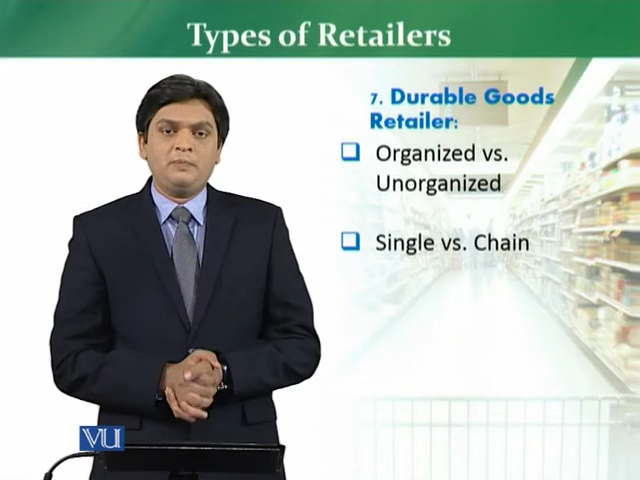 Types of Retailers
7. Durable Goods
Retailer:
Organized vs.
Unorganized
Single vs. Chain
VU